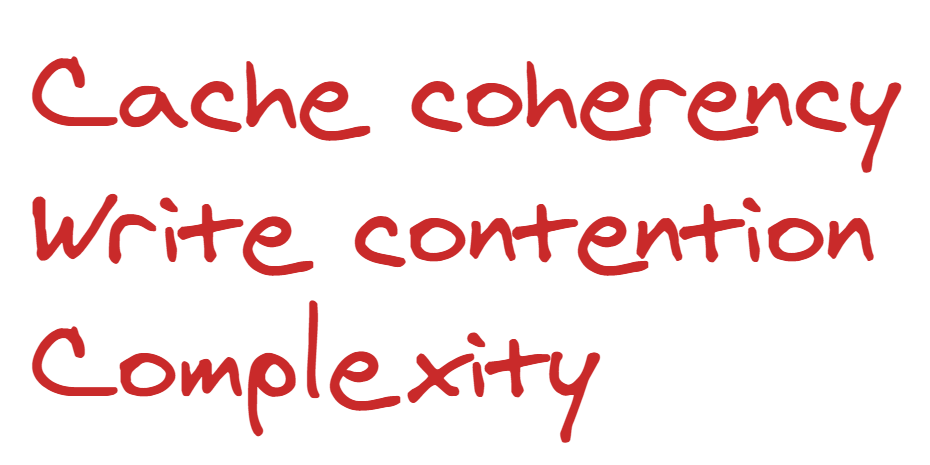 Cache coherency
Write contention
Complexity